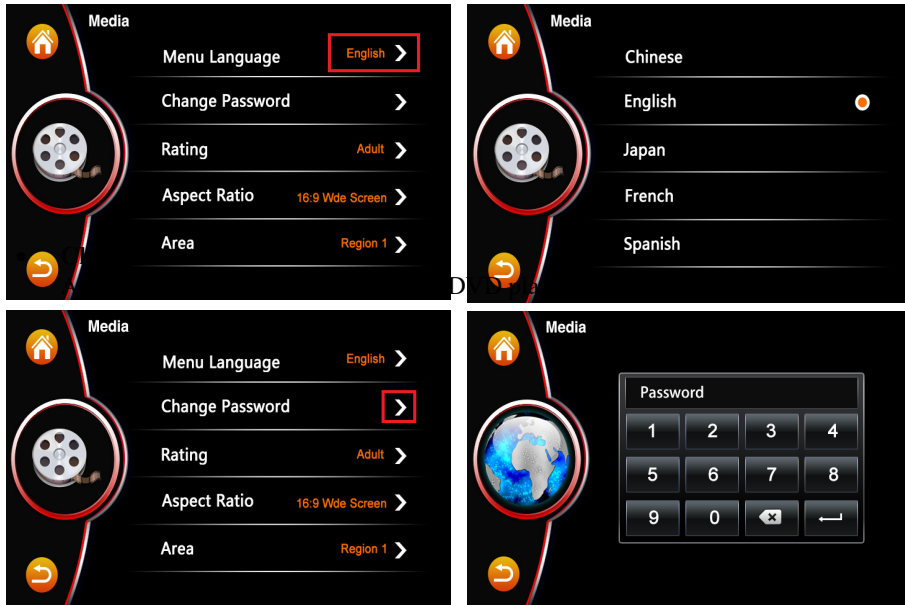 Media
Menu Language English
Change Password
Rating Adult
Aspect Ratio 16:9 Wde Screen
Area Region 1
Media
Chinese
English
Japan
French
Spanish
Media
Menu Language English
Change Password
Rating Adult
Aspect Ratio 16:9 Wde Screen
Area Region 1
Media
Password
1 2 3 4
5 6 7 8
9 0